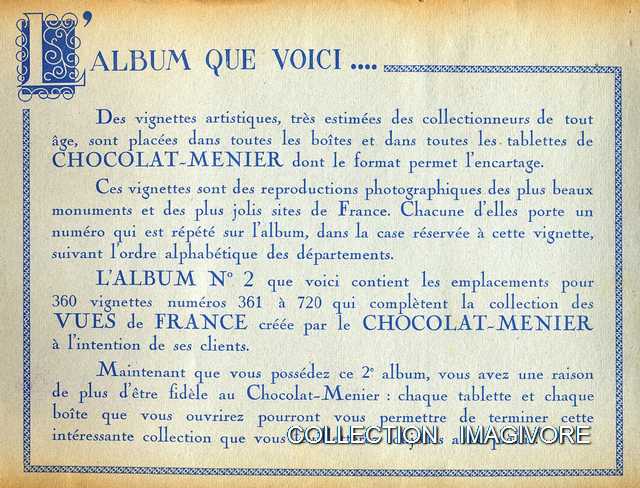 L'ALBUM QUE VOICI ....
Des vignettes artistiques, très estimées des collectionneurs de tout
âge, sont placées dans toutes les boîtes et dans toutes les tablettes de
CHOCOLAT-MENIER dont le format permet l'encartage.
Ces vignettes sont des reproductions photographiques des plus beaux
monuments et des plus jolis sites de France. Chacune d'elles porte un
numéro qui est répété sur l'album, dans la case réservée à cette vignette,
suivant l'ordre alphabétique des départements.
L'ALBUM Nº 2 que voici contient les emplacements pour
360 vignettes numéros 361 à 720 qui complètent la collection des
VUES de FRANCE créée par le CHOCOLAT-MENIER
à l'intention de ses clients.
Maintenant que vous possédez ce 2ᵉ album, vous avez une raison
de plus d'être fidèle au Chocolat-Menier : chaque tablette et chaque
boîte que vous ouvrirez pourront vous permettre de terminer cette
intéressante collection que vous
COLLECTION IMAGIVORE